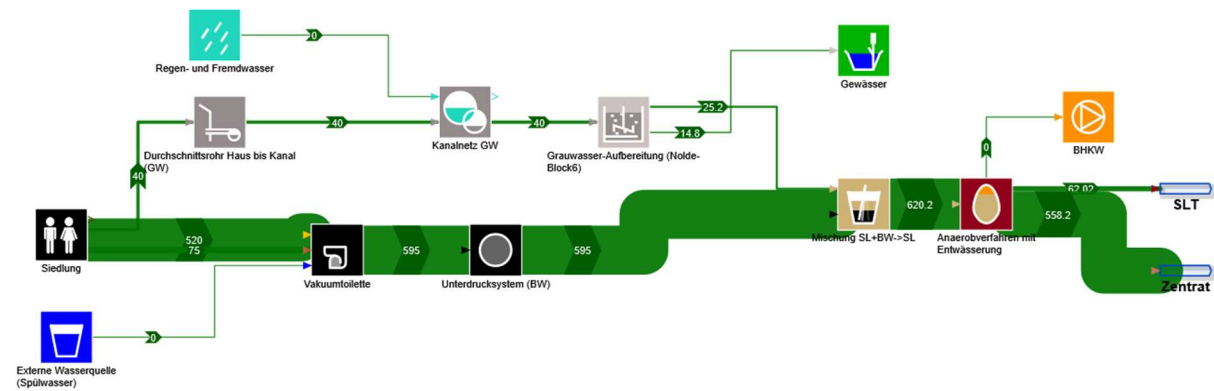 0
Regen- und Fremdwasser
Gewässer
25.2
14.8
40
40
Durchschnittsrohr Haus bis Kanal
(GW)
Kanalnetz GW
Grauwasser-Aufbereitung (Nolde-
Block6)
0
BHKW
40
62.02
SLT
620.2
558.2
520
75
595
595
Siedlung
Vakuumtoilette
Unterdrucksystem (BW)
Mischung SL+BW->SL
Anaerobverfahren mit
Entwässerung
Zentrat
0
Externe Wasserquelle
(Spülwasser)